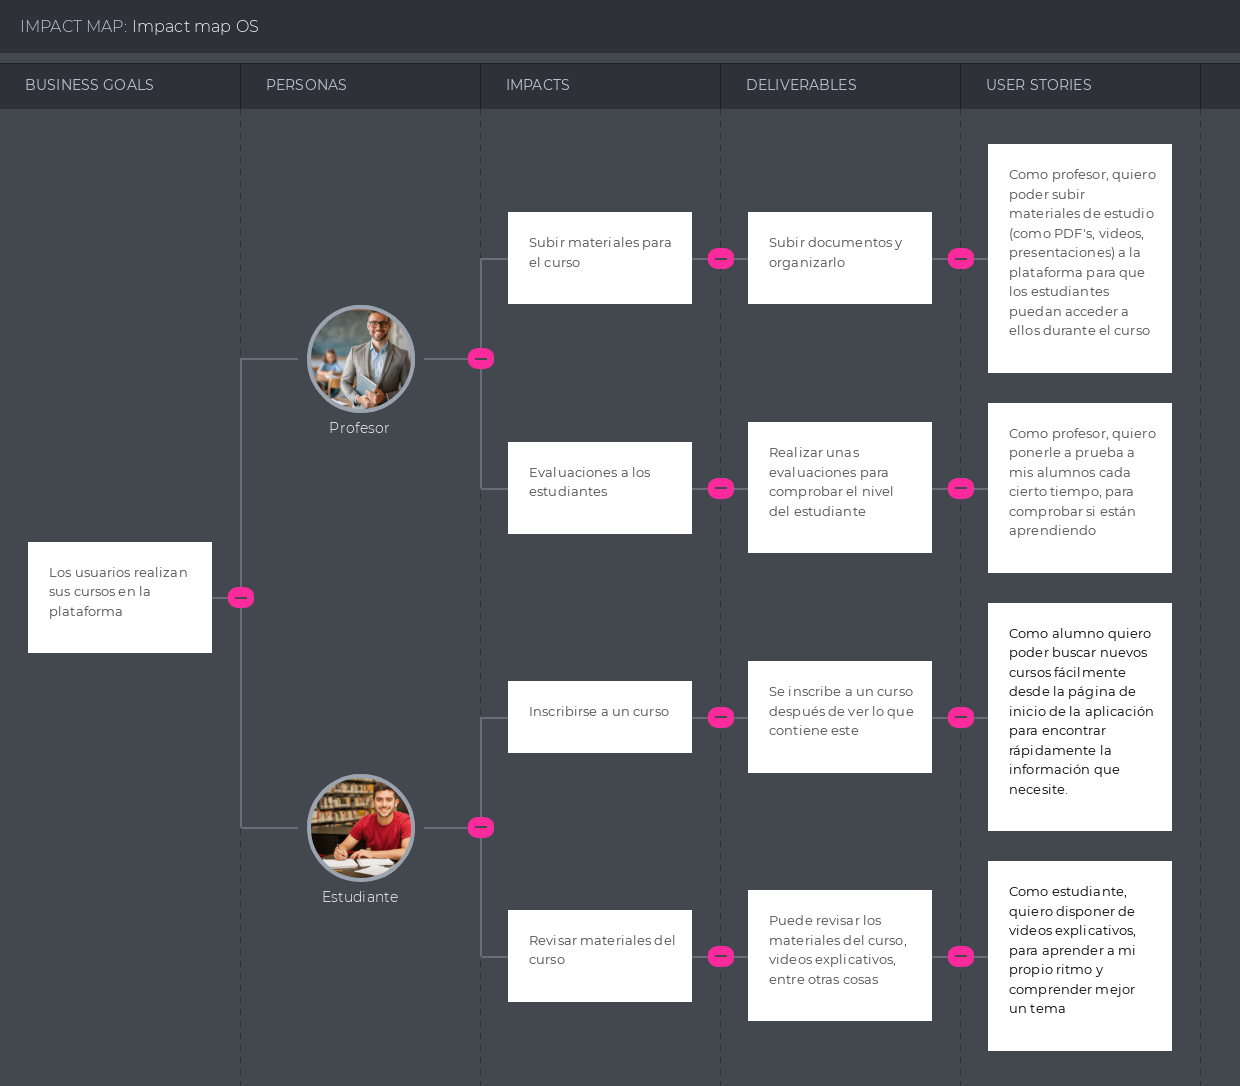 IMPACT MAP: Impact map OS
BUSINESS GOALS
PERSONAS
IMPACTS
DELIVERABLES
USER STORIES
Los usuarios realizan
sus cursos en la
plataforma
Profesor
Subir materiales para
el curso
Subir documentos y
organizarlo
Como profesor, quiero
poder subir
materiales de estudio
(como PDF's, videos,
presentaciones) a la
plataforma para que
los estudiantes
puedan acceder a
ellos durante el curso
Evaluaciones a los
estudiantes
Realizar unas
evaluaciones para
comprobar el nivel
del estudiante
Como profesor, quiero
ponerle a prueba a
mis alumnos cada
cierto tiempo, para
comprobar si están
aprendiendo
Estudiante
Inscribirse a un curso
Se inscribe a un curso
después de ver lo que
contiene este
Como alumno quiero
poder buscar nuevos
cursos fácilmente
desde la página de
inicio de la aplicación
para encontrar
rápidamente la
información que
necesite.
Revisar materiales del
curso
Puede revisar los
materiales del curso,
videos explicativos,
entre otras cosas
Como estudiante,
quiero disponer de
videos explicativos,
para aprender a mi
propio ritmo y
comprender mejor
un tema